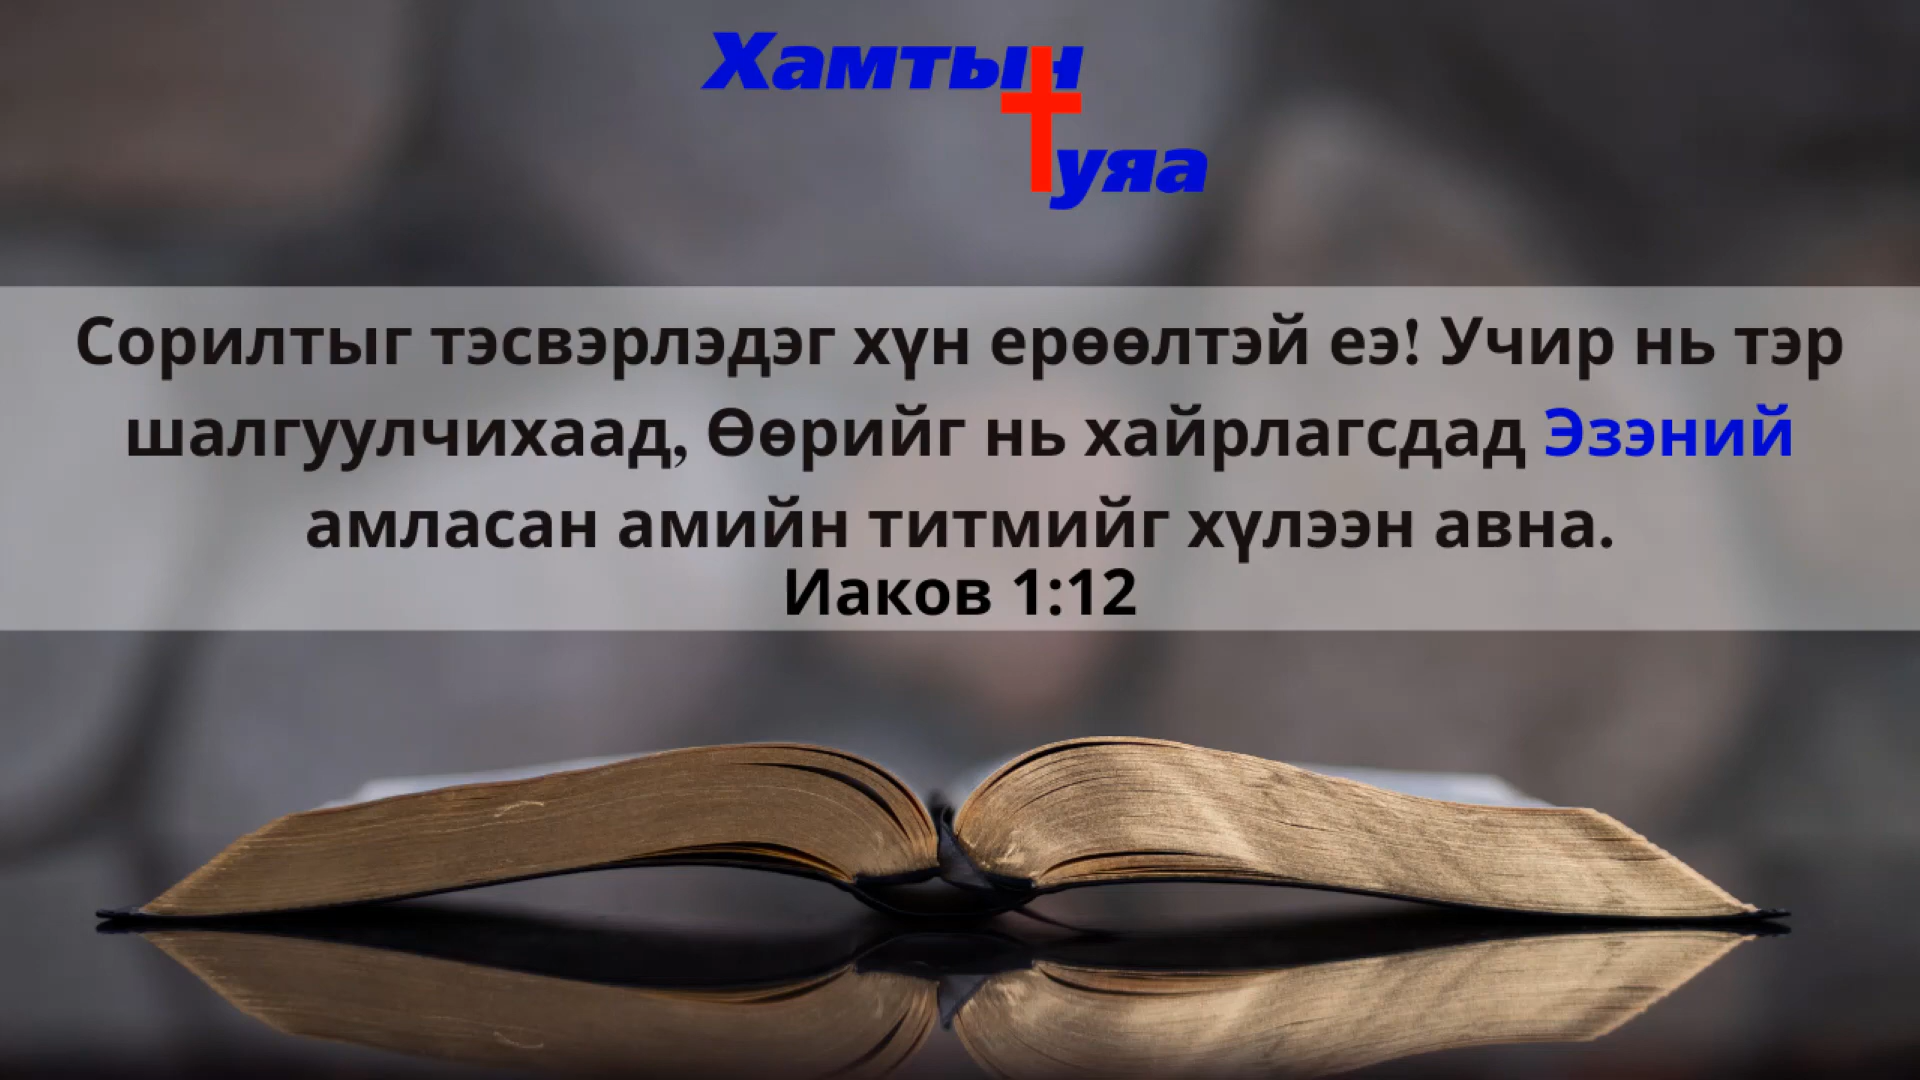 Хамтын
Туяа
Сорилтыг тэсвэрлэдэг хүн ерөөлтэй еэ! Учир нь тэр
шалгуулчихаад, Өөрийг нь хайрлагсдад Эзэний
амласан амийн титмийг хүлээн авна.
Иаков 1:12